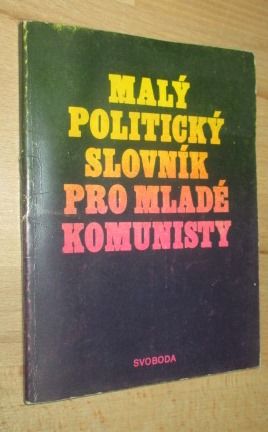 MALÝ
POLITICKÝ
SLOVNÍK
PRO MLADÉ
KOMUNISTY
SVOBODA